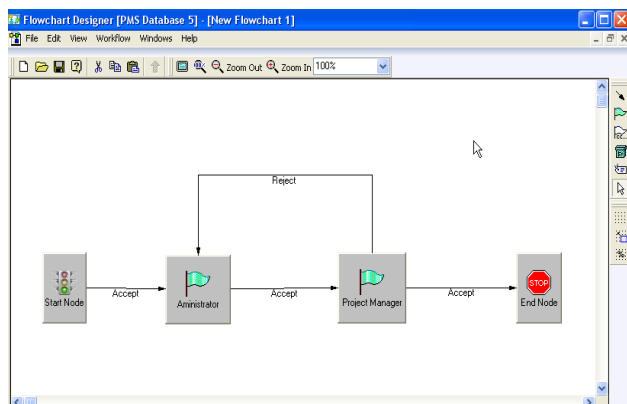 Flowchart Designer [PMS Database 5] - [New Flowchart 1]
File Edit View Workflow Windows Help
Zoom Out Zoom In 100%
Reject
Start Node Accept Aministrator Accept Project Manager Accept End Node
STOP